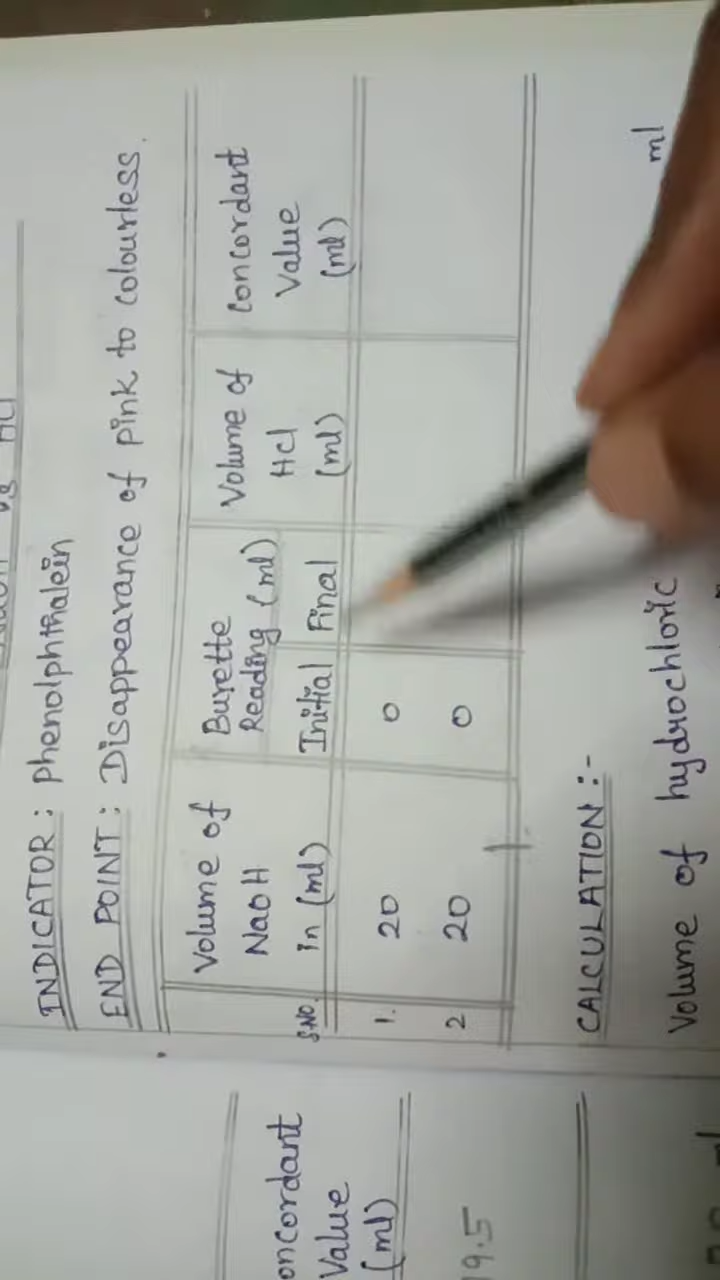 INDICATOR : Phenolphthalein
END POINT : Disappearance of pink to colourless.
S.NO.
Volume of
NaOH
in (ml)
Burette
Reading (ml)
Initial Final
Volume of
HCl
(ml)
Concordant
Value
(ml)
1. 20 0
2 20 0
CALCULATION :-
Volume of hydrochloric ml
oncordant
Value
(ml)
19.5